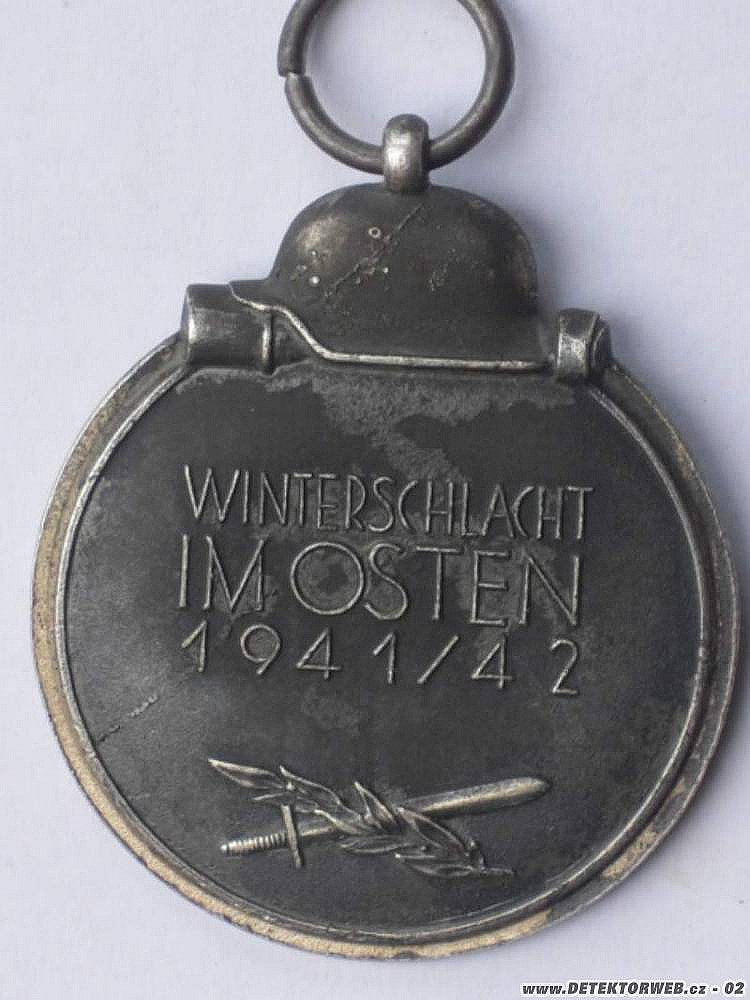 WINTERSCHLACHT
IM OSTEN
1941/42
www.DETEKTORWEB.cz - 02